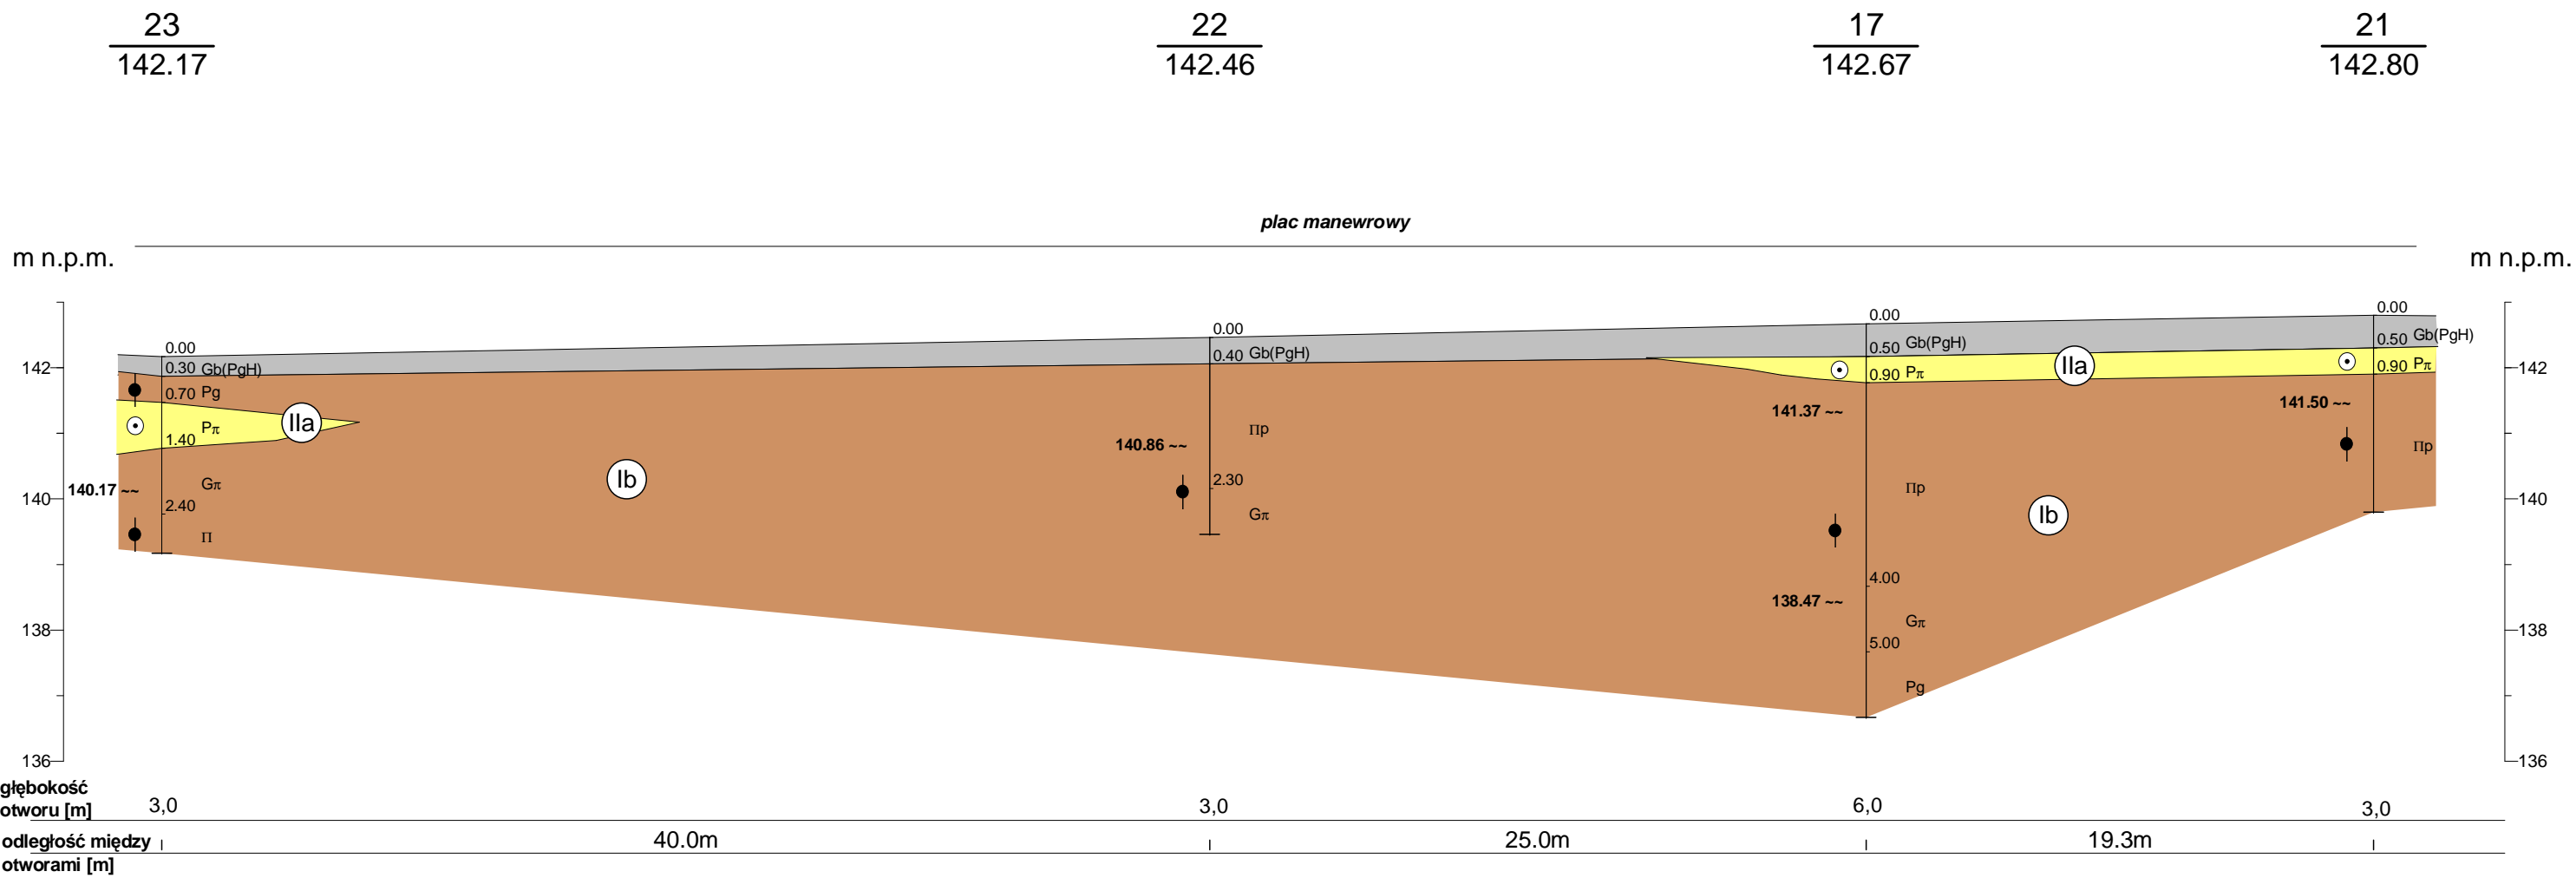 23
142.17
22
142.46
17
142.67
21
142.80
plac manewrowy
m n.p.m.
m n.p.m.
142
140
138
136
142
140
138
136
0.00
0.30 Gb(PgH)
0.70 Pg
Pπ
1.40
Gπ
2.40
Π
140.17 ~~
IIa
Ib
0.00
0.40 Gb(PgH)
Πp
140.86 ~~
2.30
Gπ
0.00
0.50 Gb(PgH)
0.90 Pπ
141.37 ~~
Πp
4.00
138.47 ~~
Gπ
5.00
Pg
IIa
Ib
0.00
0.50 Gb(PgH)
0.90 Pπ
141.50 ~~
Πp
głębokość
otworu [m] 3,0 3,0 6,0 3,0
odległość między 40.0m 25.0m 19.3m
otworami [m]